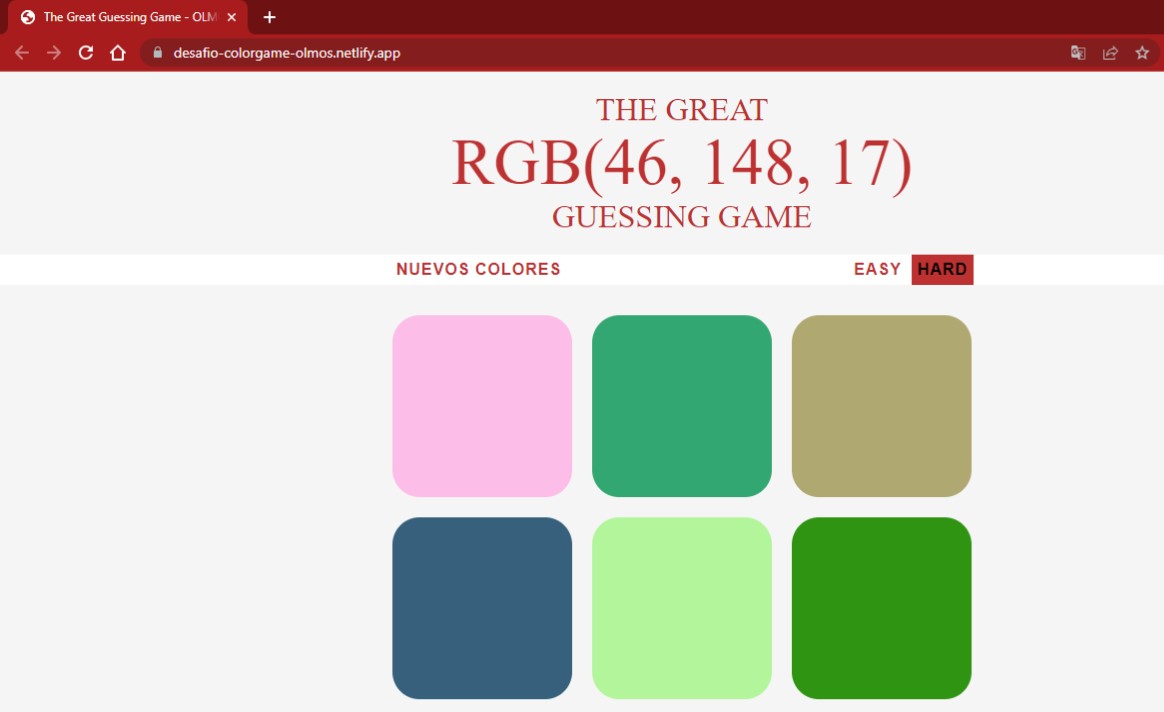 The Great Guessing Game - OLM
desafio-colorgame-olmos.netlify.app
THE GREAT
RGB(46, 148, 17)
GUESSING GAME
NUEVOS COLORES EASY HARD